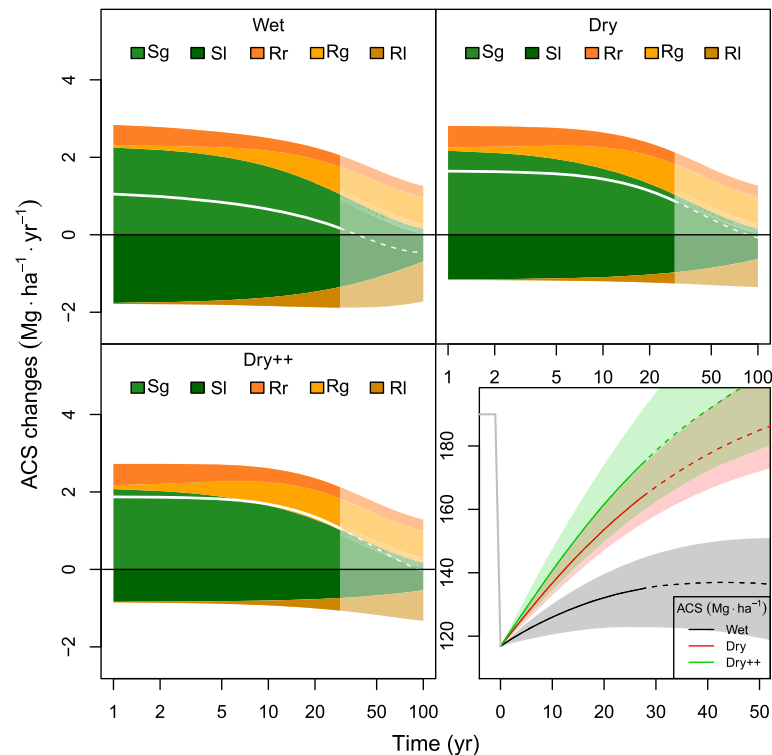 Wet
Sg Sl Rr Rg Rl
Dry
Sg Sl Rr Rg Rl
4
2
0
−2
ACS changes (Mg · ha⁻¹ · yr⁻¹)
Dry++
Sg Sl Rr Rg Rl
4
2
0
−2
1 2 5 10 20 50 100
1 2 5 10 20 50 100
180
160
140
120
ACS (Mg · ha⁻¹)
Wet
Dry
Dry++
0 10 20 30 40 50
Time (yr)